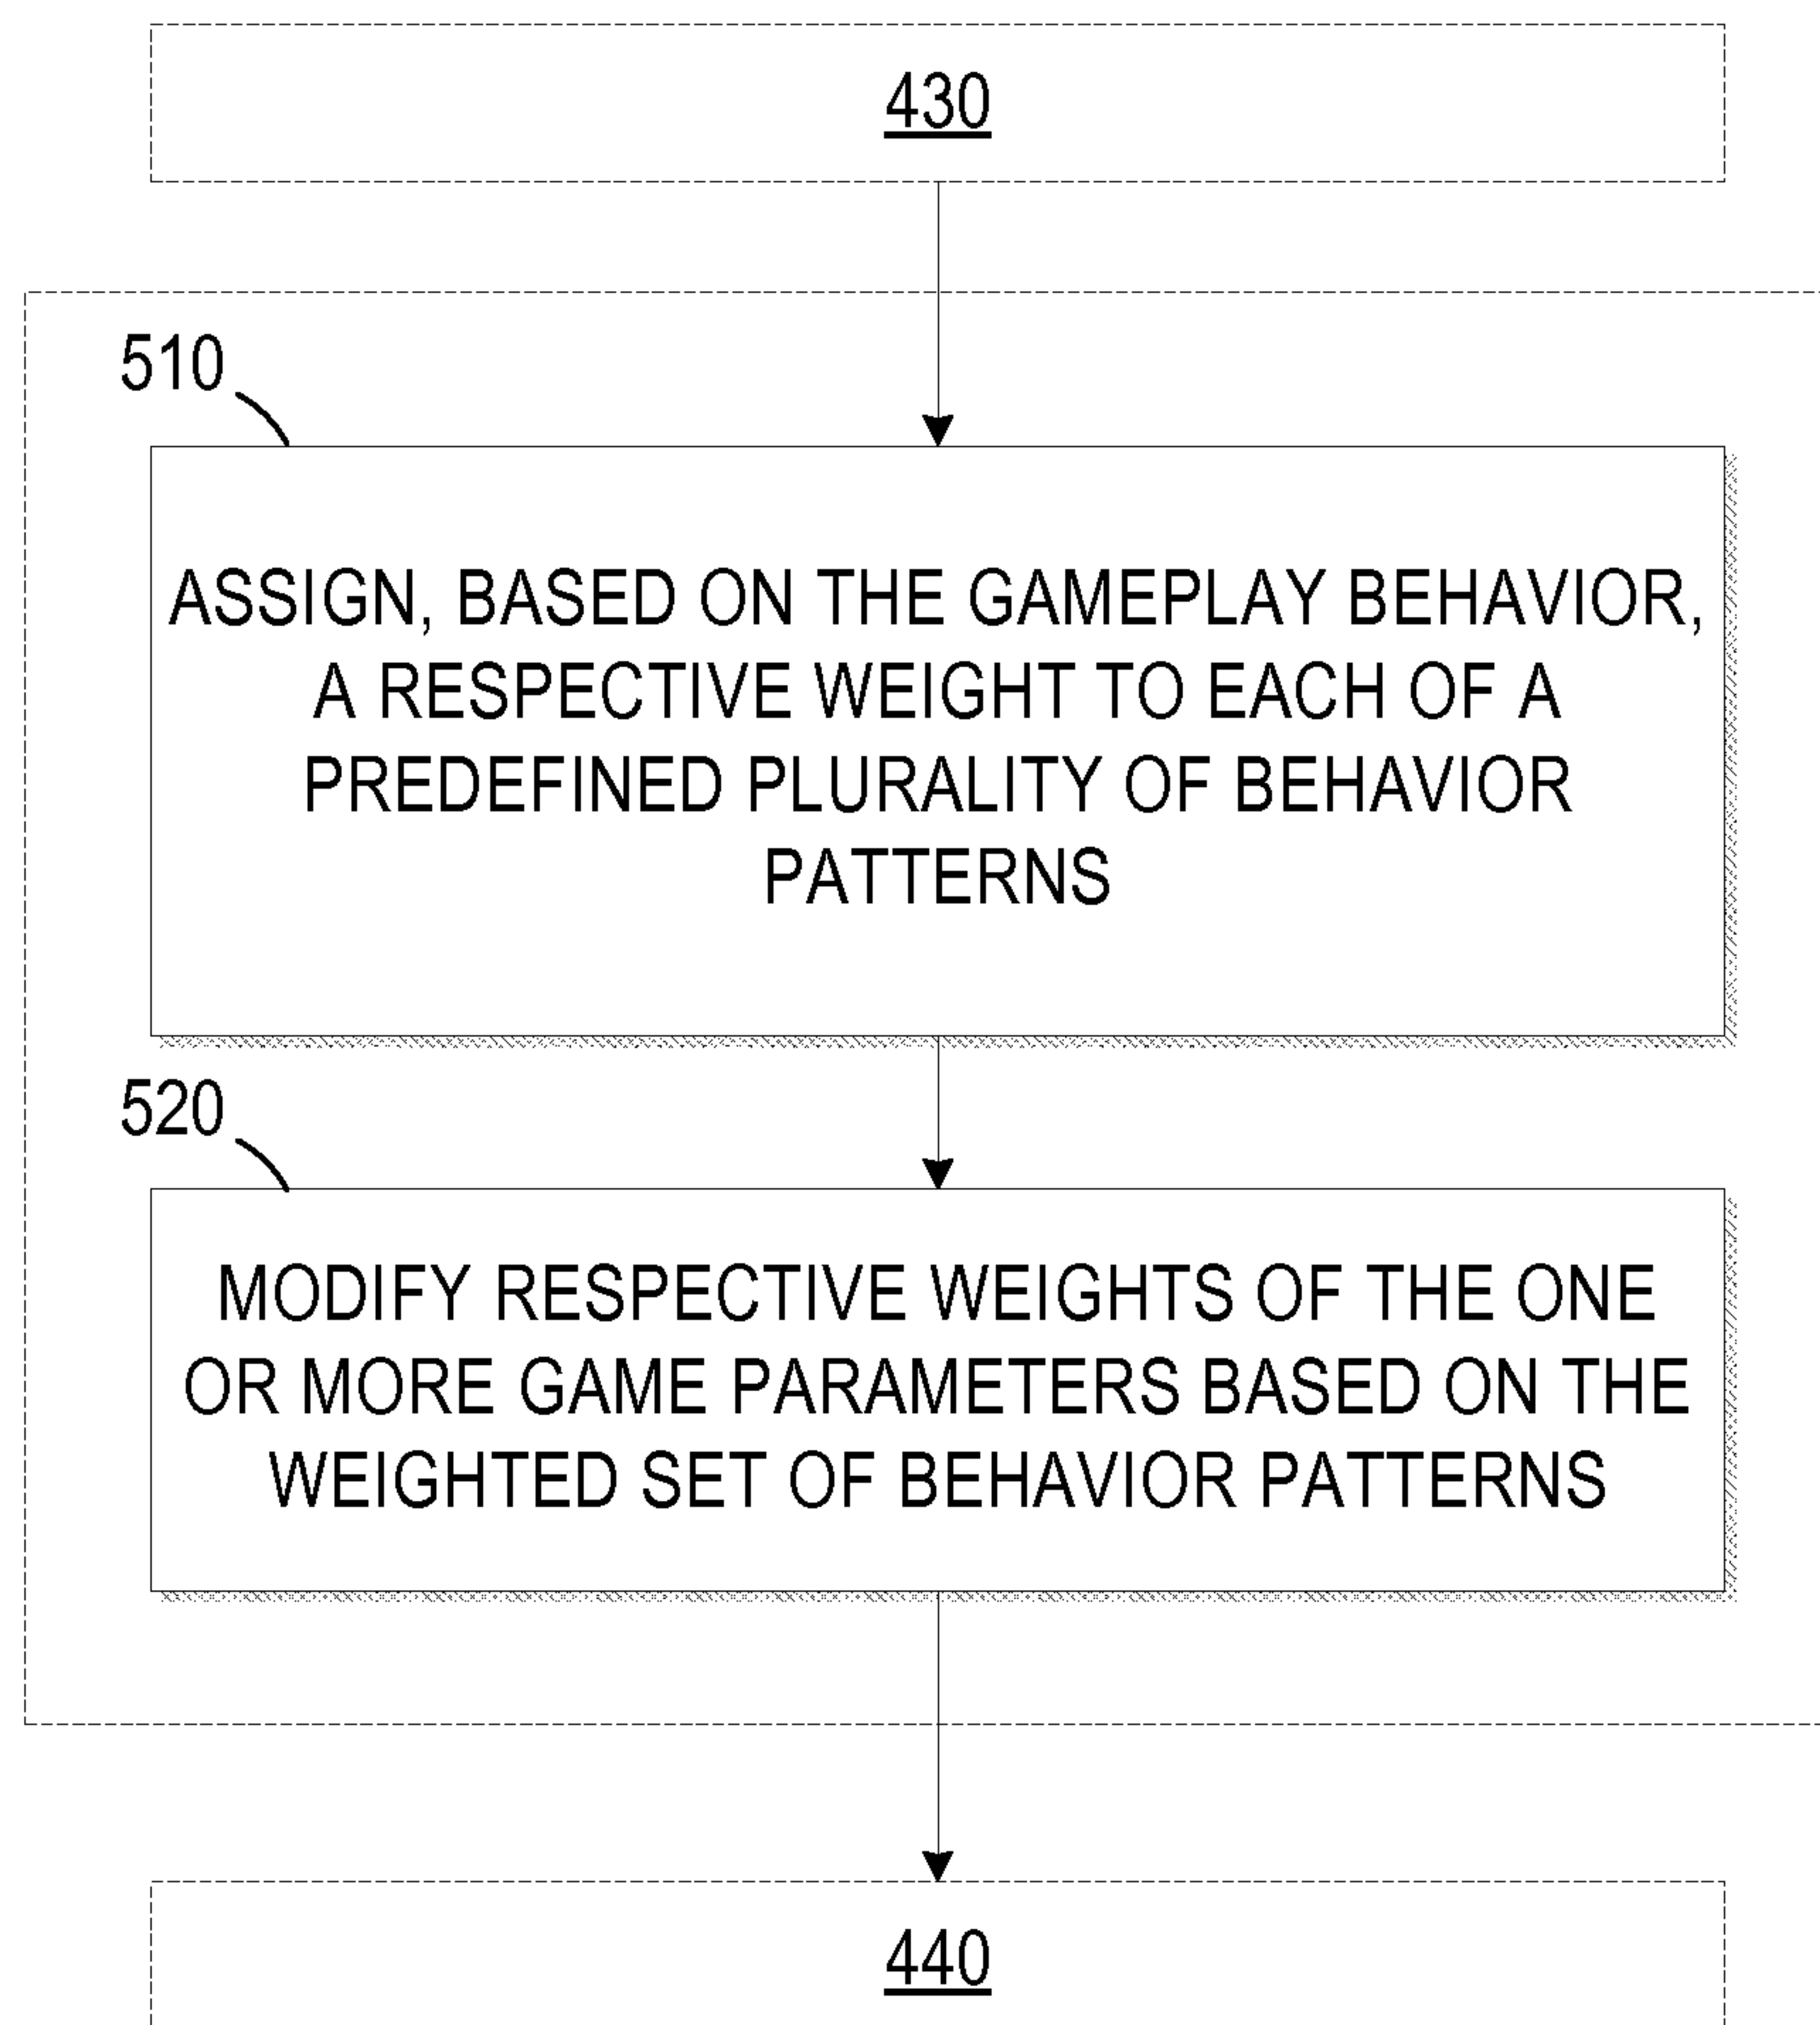 430
510
ASSIGN, BASED ON THE GAMEPLAY BEHAVIOR,
A RESPECTIVE WEIGHT TO EACH OF A
PREDEFINED PLURALITY OF BEHAVIOR
PATTERNS
520
MODIFY RESPECTIVE WEIGHTS OF THE ONE
OR MORE GAME PARAMETERS BASED ON THE
WEIGHTED SET OF BEHAVIOR PATTERNS
440